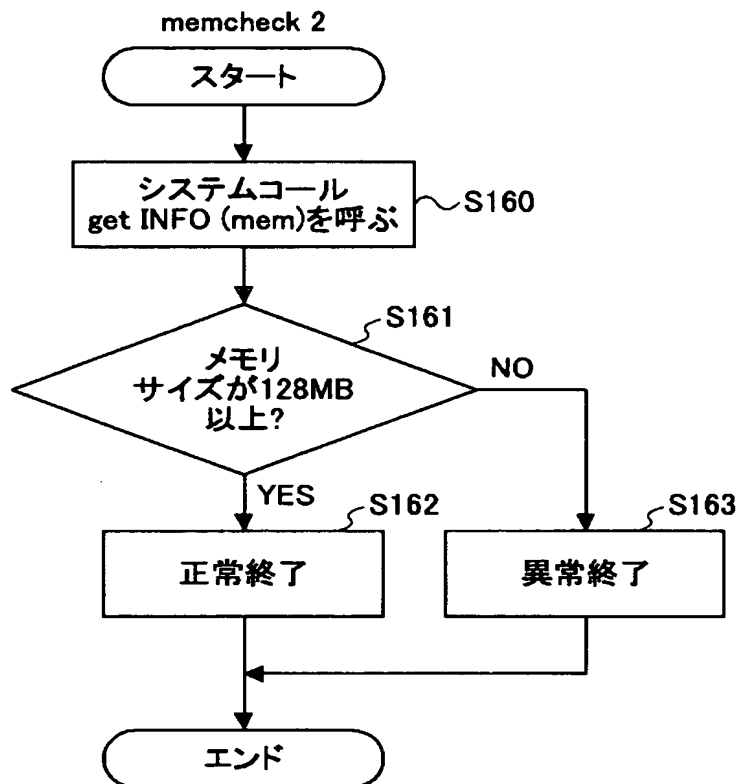 memcheck 2
スタート
システムコール
get INFO (mem)を呼ぶ
S160
S161
メモリ
サイズが128MB
以上?
NO
YES
S162
S163
正常終了
異常終了
エンド